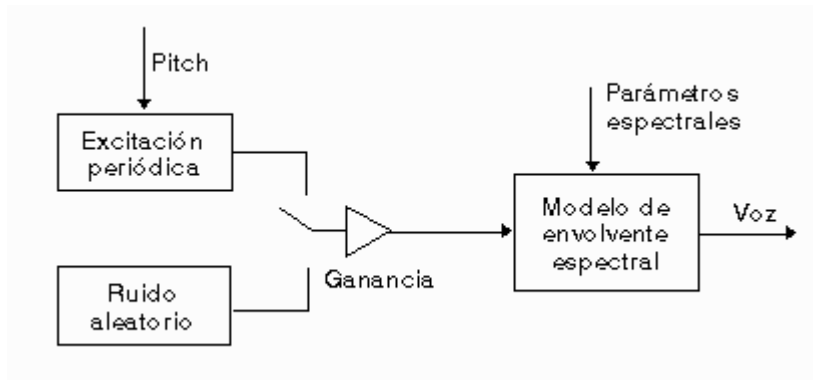 Pitch
Excitación
periódica
Parámetros
espectrales
Modelo de
envolvente
espectral
Voz
Ganancia
Ruido
aleatorio